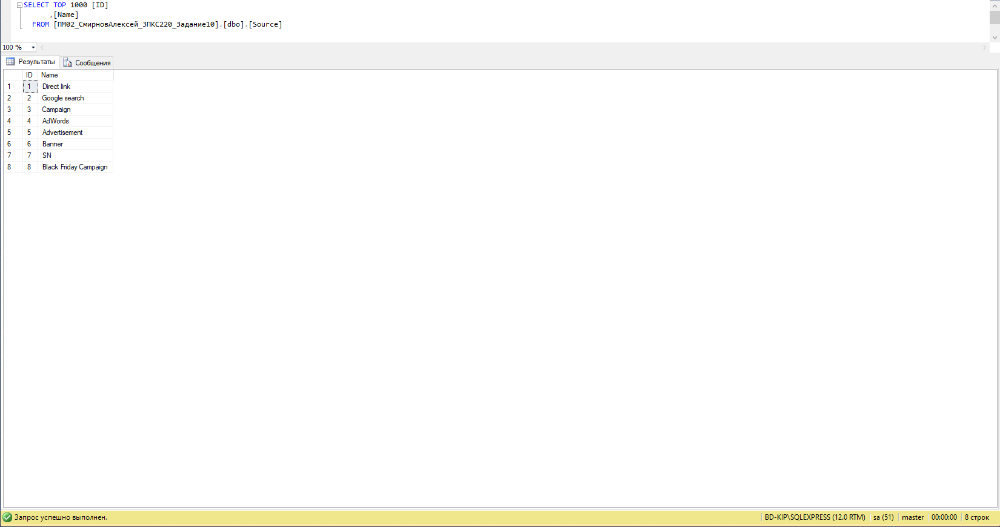 SELECT TOP 1000 [ID]
,[Name]
FROM [ПМ02_СмирновАлексей_3ПКС220_Задание10].[dbo].[Source]
100 %
Результаты Сообщения
ID Name
1 1 Direct link
2 2 Google search
3 3 Campaign
4 4 AdWords
5 5 Advertisement
6 6 Banner
7 7 SN
8 8 Black Friday Campaign
Запрос успешно выполнен. BD-KIP\SQLEXPRESS (12.0 RTM) sa (51) master 00:00:00 8 строк